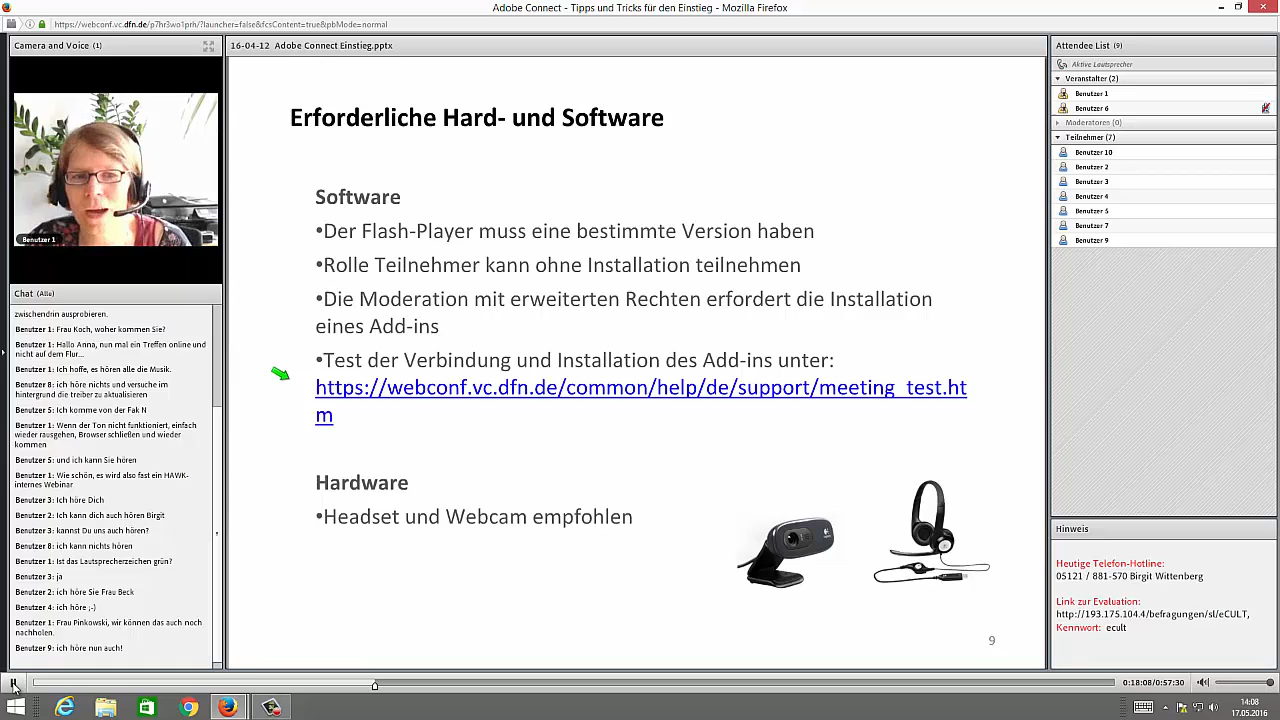 Adobe Connect - Tipps und Tricks für den Einstieg - Mozilla Firefox
https://webconf.vc.dfn.de/p7hr3wo1prh/?launcher=false&fcsContent=true&pbMode=normal
Camera and Voice (1)
Benutzer 1
Chat (Alle)
zwischendrin ausprobieren.
Benutzer 1: Frau Koch, woher kommen Sie?
Benutzer 1: Hallo Anna, nun mal ein Treffen online und
nicht auf dem Flur...
Benutzer 1: Ich hoffe, es hören alle die Musik.
Benutzer 8: ich höre nichts und versuche im
hintergrund die treiber zu aktualisieren
Benutzer 5: Ich komme von der Fak N
Benutzer 1: Wenn der Ton nicht funktioniert, einfach
wieder rausgehen, Browser schließen und wieder
kommen
Benutzer 5: und ich kann Sie hören
Benutzer 1: Wie schön, es wird also fast ein HAWK-
internes Webinar
Benutzer 3: Ich höre Dich
Benutzer 2: Ich kann dich auch hören Birgit
Benutzer 3: kannst Du uns auch hören?
Benutzer 8: ich kann nichts hören
Benutzer 1: Ist das Lautsprecherzeichen grün?
Benutzer 3: ja
Benutzer 2: ich höre Sie Frau Beck
Benutzer 4: ich höre ;-)
Benutzer 1: Frau Pinkowski, wir können das auch noch
nachholen.
Benutzer 9: ich höre nun auch!
16-04-12 Adobe Connect Einstieg.pptx
Erforderliche Hard- und Software
Software
•Der Flash-Player muss eine bestimmte Version haben
•Rolle Teilnehmer kann ohne Installation teilnehmen
•Die Moderation mit erweiterten Rechten erfordert die Installation
eines Add-ins
•Test der Verbindung und Installation des Add-ins unter:
https://webconf.vc.dfn.de/common/help/de/support/meeting_test.ht
m
Hardware
•Headset und Webcam empfohlen
9
Attendee List (9)
Aktive Lautsprecher
Veranstalter (2)
Benutzer 1
Benutzer 6
Moderatoren (0)
Teilnehmer (7)
Benutzer 10
Benutzer 2
Benutzer 3
Benutzer 4
Benutzer 5
Benutzer 7
Benutzer 9
Hinweis
Heutige Telefon-Hotline:
05121 / 881-570 Birgit Wittenberg
Link zur Evaluation:
http://193.175.104.4/befragungen/sl/eCULT,
Kennwort: ecult
0:18:08/0:57:30
14:08
17.05.2016